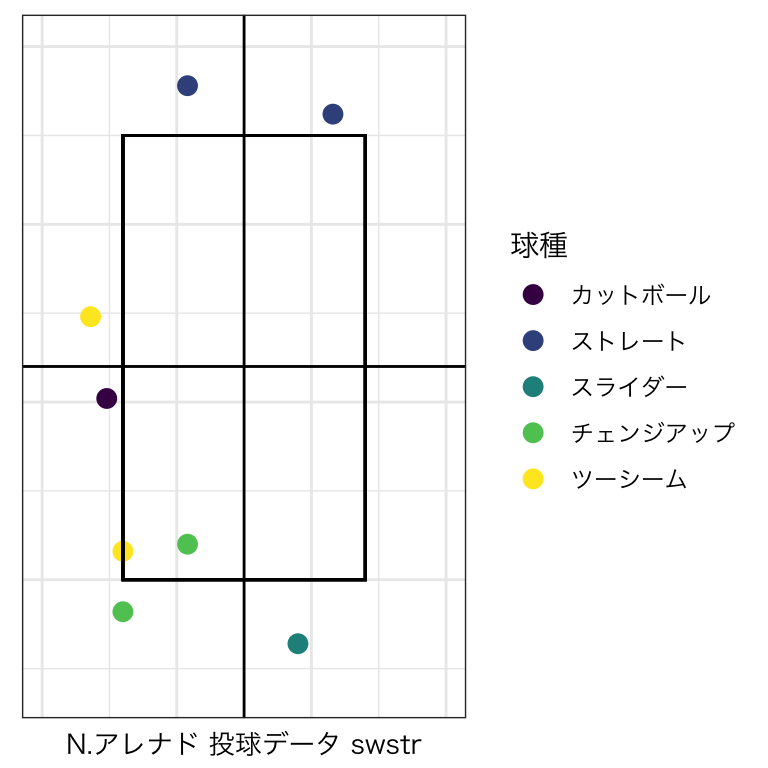 球種
カットボール
ストレート
スライダー
チェンジアップ
ツーシーム
N.アレナド 投球データ swstr